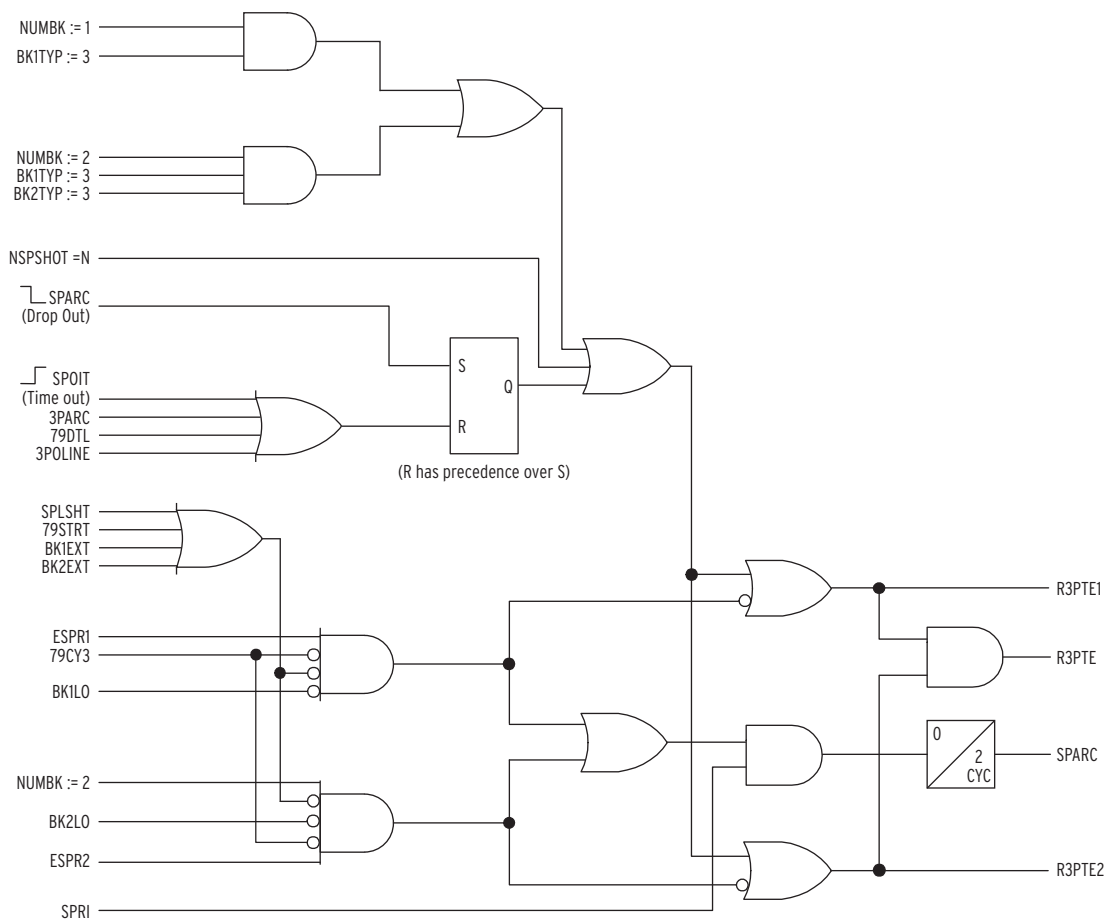 NUMBK := 1
BK1TYP := 3
NUMBK := 2
BK1TYP := 3
BK2TYP := 3
NSPSHOT =N
SPARC
(Drop Out)
SPOIT
(Time out)
3PARC
79DTL
3POLINE
S
Q
R
(R has precedence over S)
SPLSHT
79STRT
BK1EXT
BK2EXT
ESPR1
79CY3
BK1LO
R3PTE1
R3PTE
0
2
CYC
SPARC
NUMBK := 2
BK2LO
ESPR2
R3PTE2
SPRI